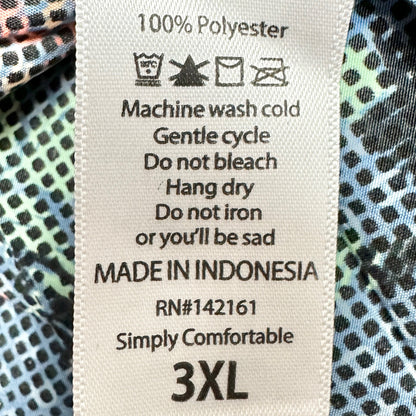 100% Polyester
30°C
Machine wash cold
Gentle cycle
Do not bleach
Hang dry
Do not iron
or you'll be sad
MADE IN INDONESIA
RN#142161
Simply Comfortable
3XL